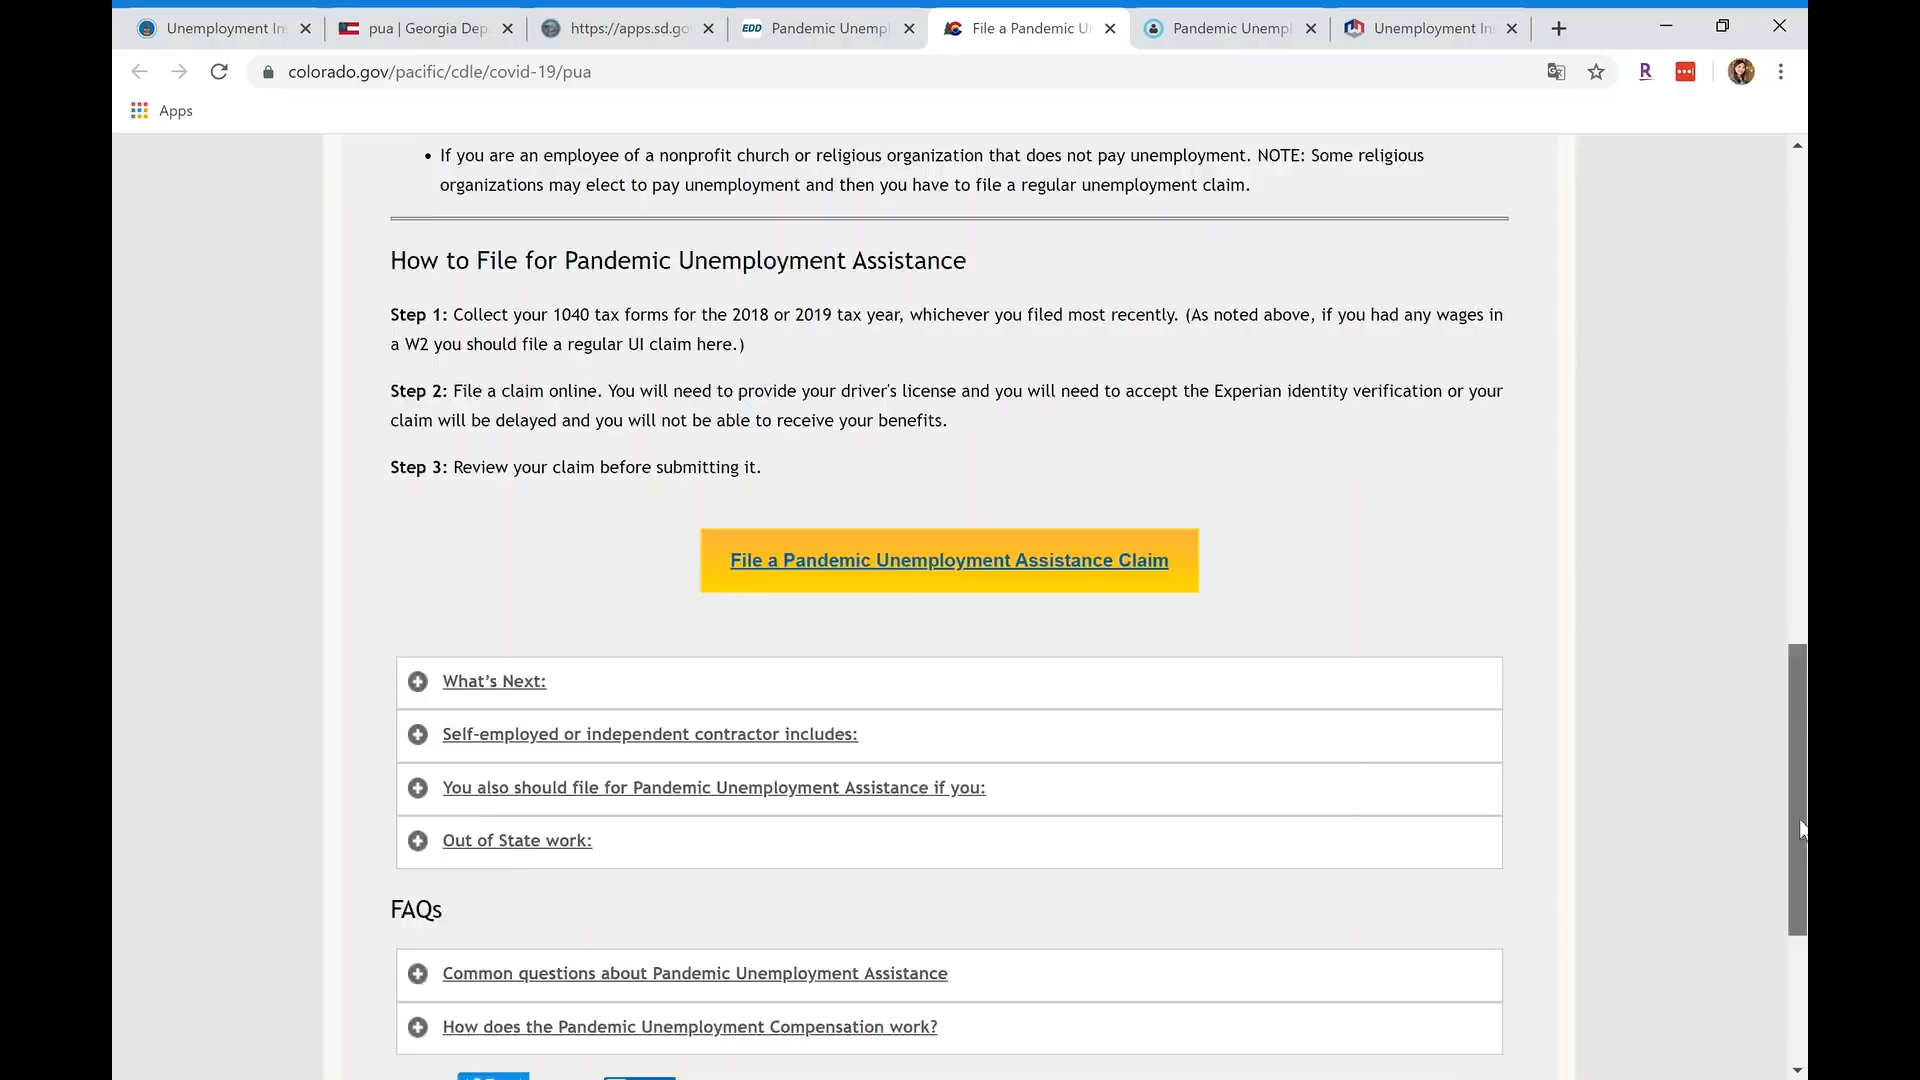 Unemployment In
pua | Georgia Dep
https://apps.sd.go
EDD Pandemic Unempl
File a Pandemic Un
Pandemic Unempl
Unemployment In
colorado.gov/pacific/cdle/covid-19/pua
R
Apps
• If you are an employee of a nonprofit church or religious organization that does not pay unemployment. NOTE: Some religious
organizations may elect to pay unemployment and then you have to file a regular unemployment claim.
How to File for Pandemic Unemployment Assistance
Step 1: Collect your 1040 tax forms for the 2018 or 2019 tax year, whichever you filed most recently. (As noted above, if you had any wages in
a W2 you should file a regular UI claim here.)
Step 2: File a claim online. You will need to provide your driver's license and you will need to accept the Experian identity verification or your
claim will be delayed and you will not be able to receive your benefits.
Step 3: Review your claim before submitting it.
File a Pandemic Unemployment Assistance Claim
What’s Next:
Self-employed or independent contractor includes:
You also should file for Pandemic Unemployment Assistance if you:
Out of State work:
FAQs
Common questions about Pandemic Unemployment Assistance
How does the Pandemic Unemployment Compensation work?